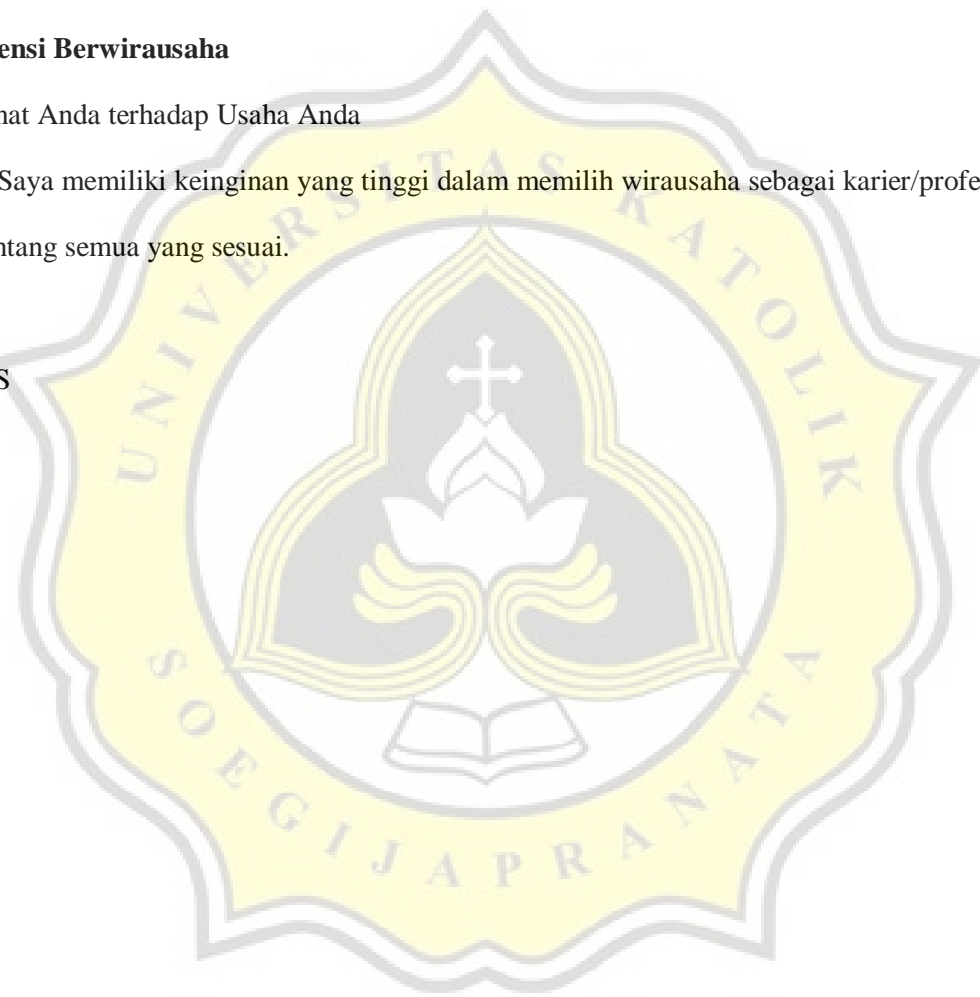 ensi Berwirausaha
nat Anda terhadap Usaha Anda
Saya memiliki keinginan yang tinggi dalam memilih wirausaha sebagai karier/profe
ntang semua yang sesuai.
S
UNIVERSITAS KATOLIK
SOEGIJAPRANATA